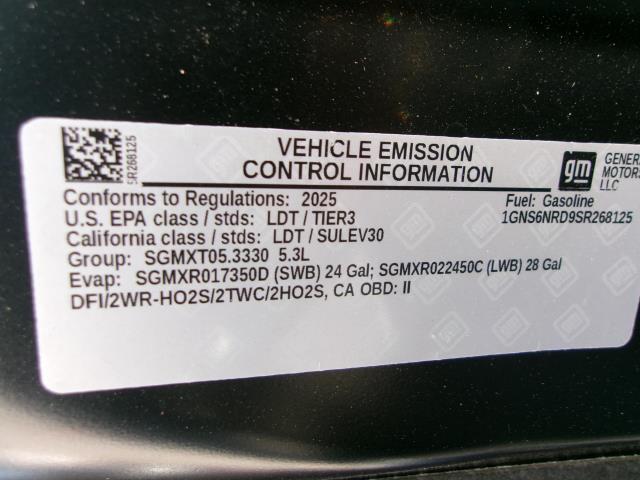 SR268125
VEHICLE EMISSION
CONTROL INFORMATION
gm
GENERAL
MOTORS
LLC
Conforms to Regulations: 2025
Fuel: Gasoline
U.S. EPA class / stds: LDT / TIER3
1GNS6NRD9SR268125
California class / stds: LDT / SULEV30
Group: SGMXT05.3330 5.3L
Evap: SGMXR017350D (SWB) 24 Gal; SGMXR022450C (LWB) 28 Gal
DFI/2WR-HO2S/2TWC/2HO2S, CA OBD: II